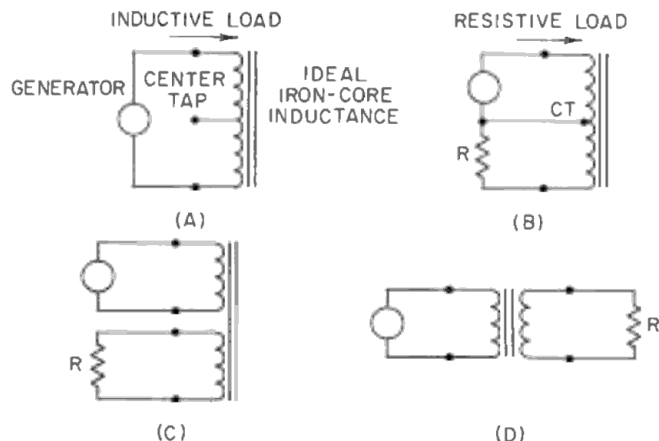 INDUCTIVE LOAD
GENERATOR
CENTER
TAP
IDEAL
IRON-CORE
INDUCTANCE
(A)
RESISTIVE LOAD
CT
R
(B)
R
(C)
R
(D)